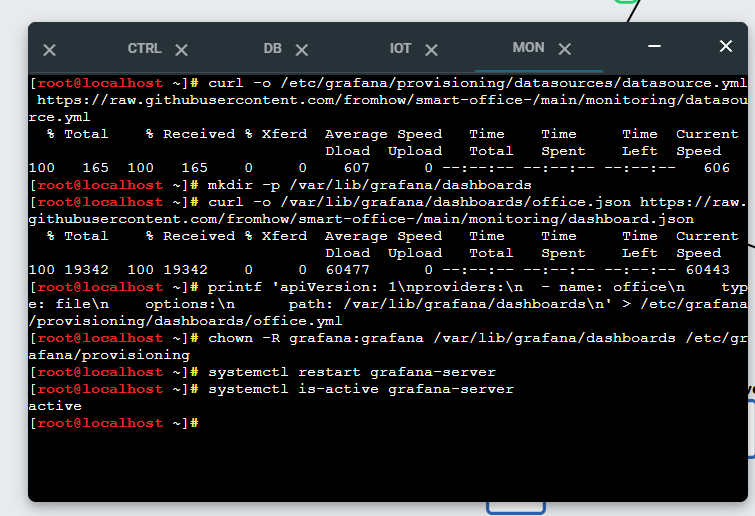 CTRL DB IOT MON
[root@localhost ~]# curl -o /etc/grafana/provisioning/datasources/datasource.yml
 https://raw.githubusercontent.com/fromhow/smart-office-/main/monitoring/datasou
rce.yml
  % Total    % Received % Xferd  Average Speed   Time    Time     Time  Current
                                 Dload  Upload   Total   Spent    Left  Speed
100   165  100   165    0     0    607      0 --:--:-- --:--:-- --:--:--   606
[root@localhost ~]# mkdir -p /var/lib/grafana/dashboards
[root@localhost ~]# curl -o /var/lib/grafana/dashboards/office.json https://raw.
githubusercontent.com/fromhow/smart-office-/main/monitoring/dashboard.json
  % Total    % Received % Xferd  Average Speed   Time    Time     Time  Current
                                 Dload  Upload   Total   Spent    Left  Speed
100 19342  100 19342    0     0  60477      0 --:--:-- --:--:-- --:--:-- 60443
[root@localhost ~]# printf 'apiVersion: 1\nproviders:\n  - name: office\n    typ
e: file\n    options:\n      path: /var/lib/grafana/dashboards\n' > /etc/grafana
/provisioning/dashboards/office.yml
[root@localhost ~]# chown -R grafana:grafana /var/lib/grafana/dashboards /etc/gr
afana/provisioning
[root@localhost ~]# systemctl restart grafana-server
[root@localhost ~]# systemctl is-active grafana-server
active
[root@localhost ~]#